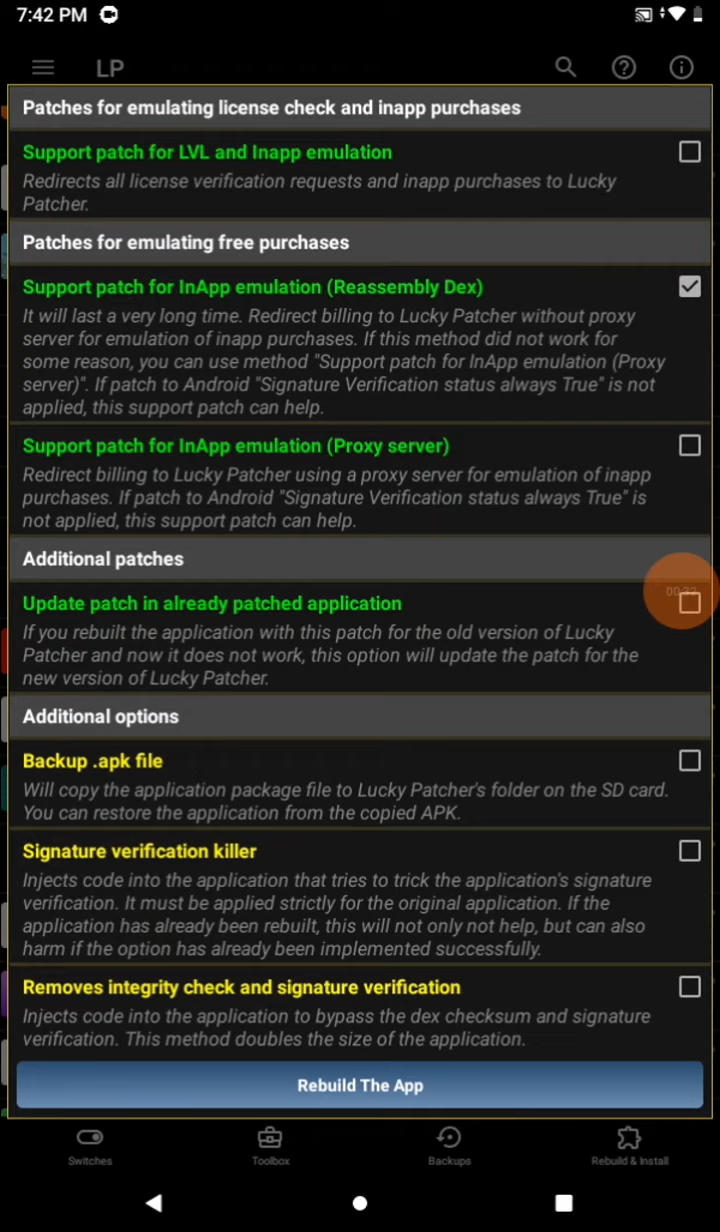 7:42 PM
LP
Patches for emulating license check and inapp purchases
Support patch for LVL and Inapp emulation
Redirects all license verification requests and inapp purchases to Lucky
Patcher.
Patches for emulating free purchases
Support patch for InApp emulation (Reassembly Dex)
It will last a very long time. Redirect billing to Lucky Patcher without proxy
server for emulation of inapp purchases. If this method did not work for
some reason, you can use method "Support patch for InApp emulation (Proxy
server)". If patch to Android "Signature Verification status always True" is not
applied, this support patch can help.
Support patch for InApp emulation (Proxy server)
Redirect billing to Lucky Patcher using a proxy server for emulation of inapp
purchases. If patch to Android "Signature Verification status always True" is
not applied, this support patch can help.
Additional patches
Update patch in already patched application
If you rebuilt the application with this patch for the old version of Lucky
Patcher and now it does not work, this option will update the patch for the
new version of Lucky Patcher.
Additional options
Backup .apk file
Will copy the application package file to Lucky Patcher's folder on the SD card.
You can restore the application from the copied APK.
Signature verification killer
Injects code into the application that tries to trick the application's signature
verification. It must be applied strictly for the original application. If the
application has already been rebuilt, this will not only not help, but can also
harm if the option has already been implemented successfully.
Removes integrity check and signature verification
Injects code into the application to bypass the dex checksum and signature
verification. This method doubles the size of the application.
Rebuild The App
Switches
Toolbox
Backups
Rebuild & Install